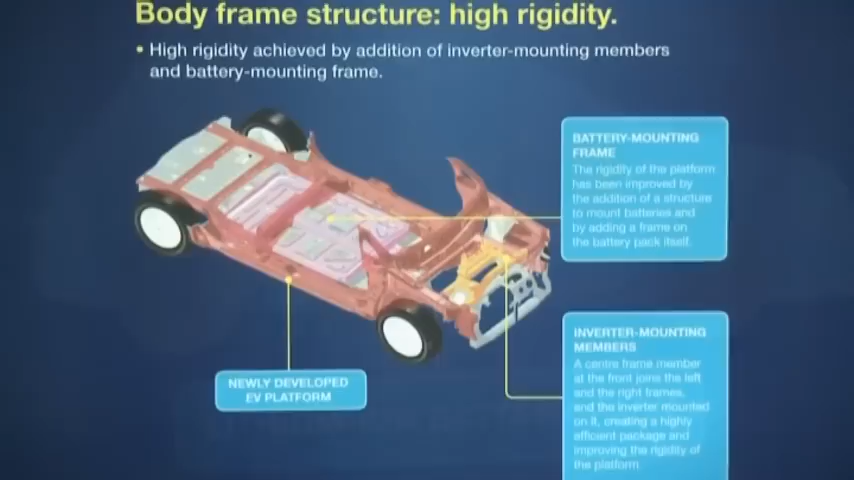 Body frame structure: high rigidity.
• High rigidity achieved by addition of inverter-mounting members
and battery-mounting frame.
BATTERY-MOUNTING
FRAME
The rigidity of the platform
has been improved by
the addition of a structure
to mount batteries and
by adding a frame on
the battery pack itself.
INVERTER-MOUNTING
MEMBERS
A centre frame member
at the front joins the left
and the right frames,
and the inverter mounted
on it, creating a highly
efficient package and
improving the rigidity of
the platform.
NEWLY DEVELOPED
EV PLATFORM